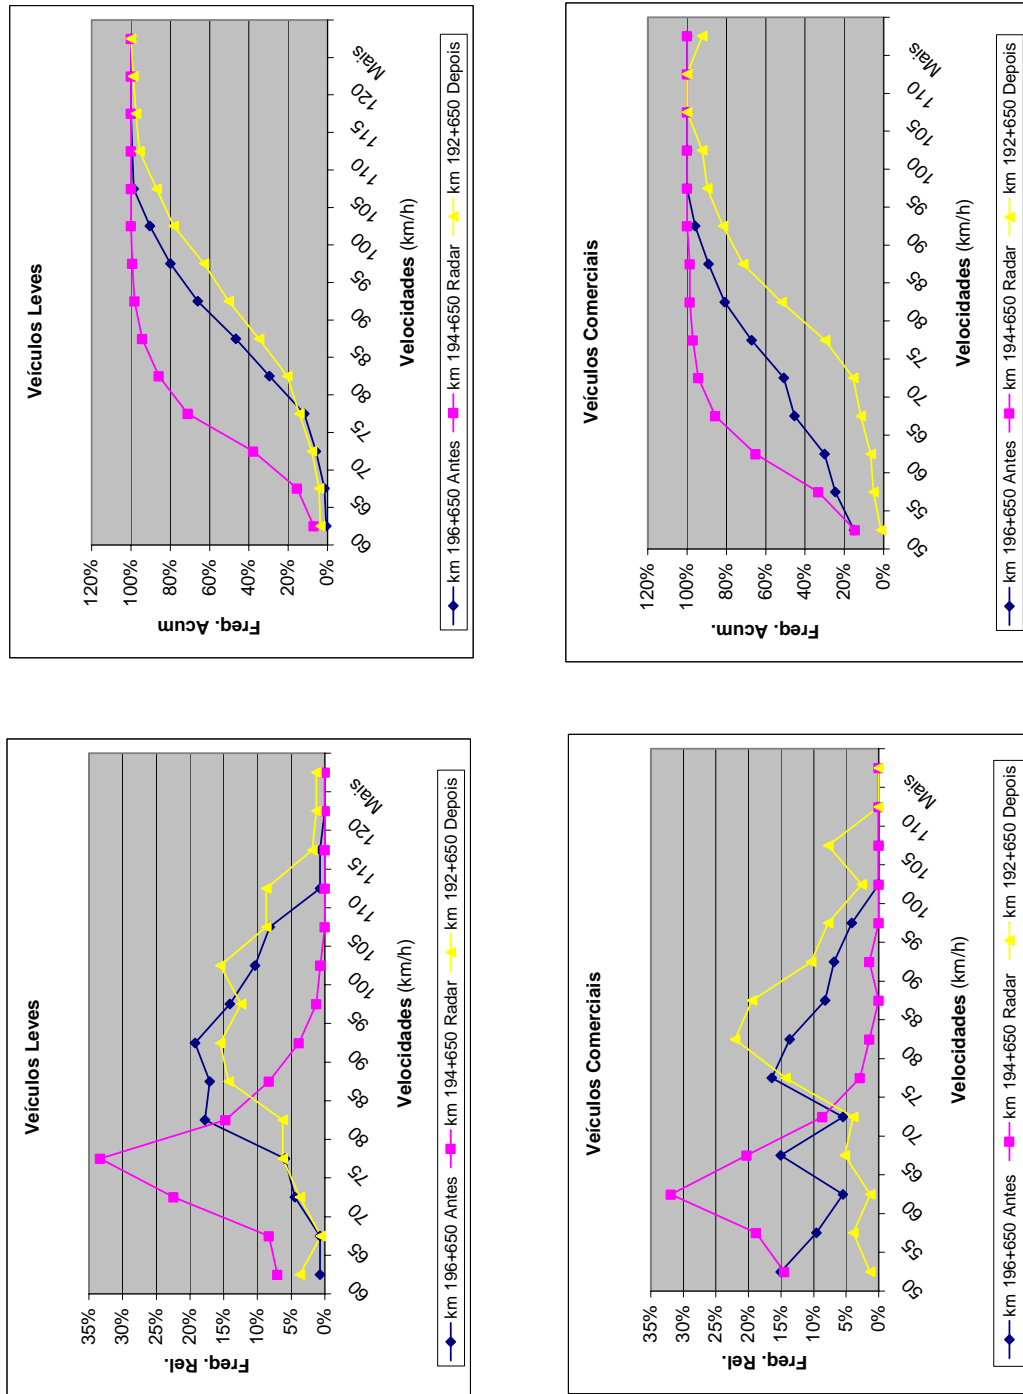 Veículos Leves
35%
30%
25%
20%
15%
10%
5%
0%
Freq. Rel.
60 65 70 75 80 85 90 95 100 105 110 115 120 Mais
Velocidades (km/h)
km 196+650 Antes km 194+650 Radar km 192+650 Depois
Veículos Leves
120%
100%
80%
60%
40%
20%
0%
Freq. Acum
60 65 70 75 80 85 90 95 100 105 110 115 120 Mais
Velocidades (km/h)
km 196+650 Antes km 194+650 Radar km 192+650 Depois
Veículos Comerciais
35%
30%
25%
20%
15%
10%
5%
0%
Freq. Rel.
50 55 60 65 70 75 80 85 90 95 100 105 110 Mais
Velocidades (km/h)
km 196+650 Antes km 194+650 Radar km 192+650 Depois
Veículos Comerciais
120%
100%
80%
60%
40%
20%
0%
Freq. Acum.
50 55 60 65 70 75 80 85 90 95 100 105 110 Mais
Velocidades (km/h)
km 196+650 Antes km 194+650 Radar km 192+650 Depois